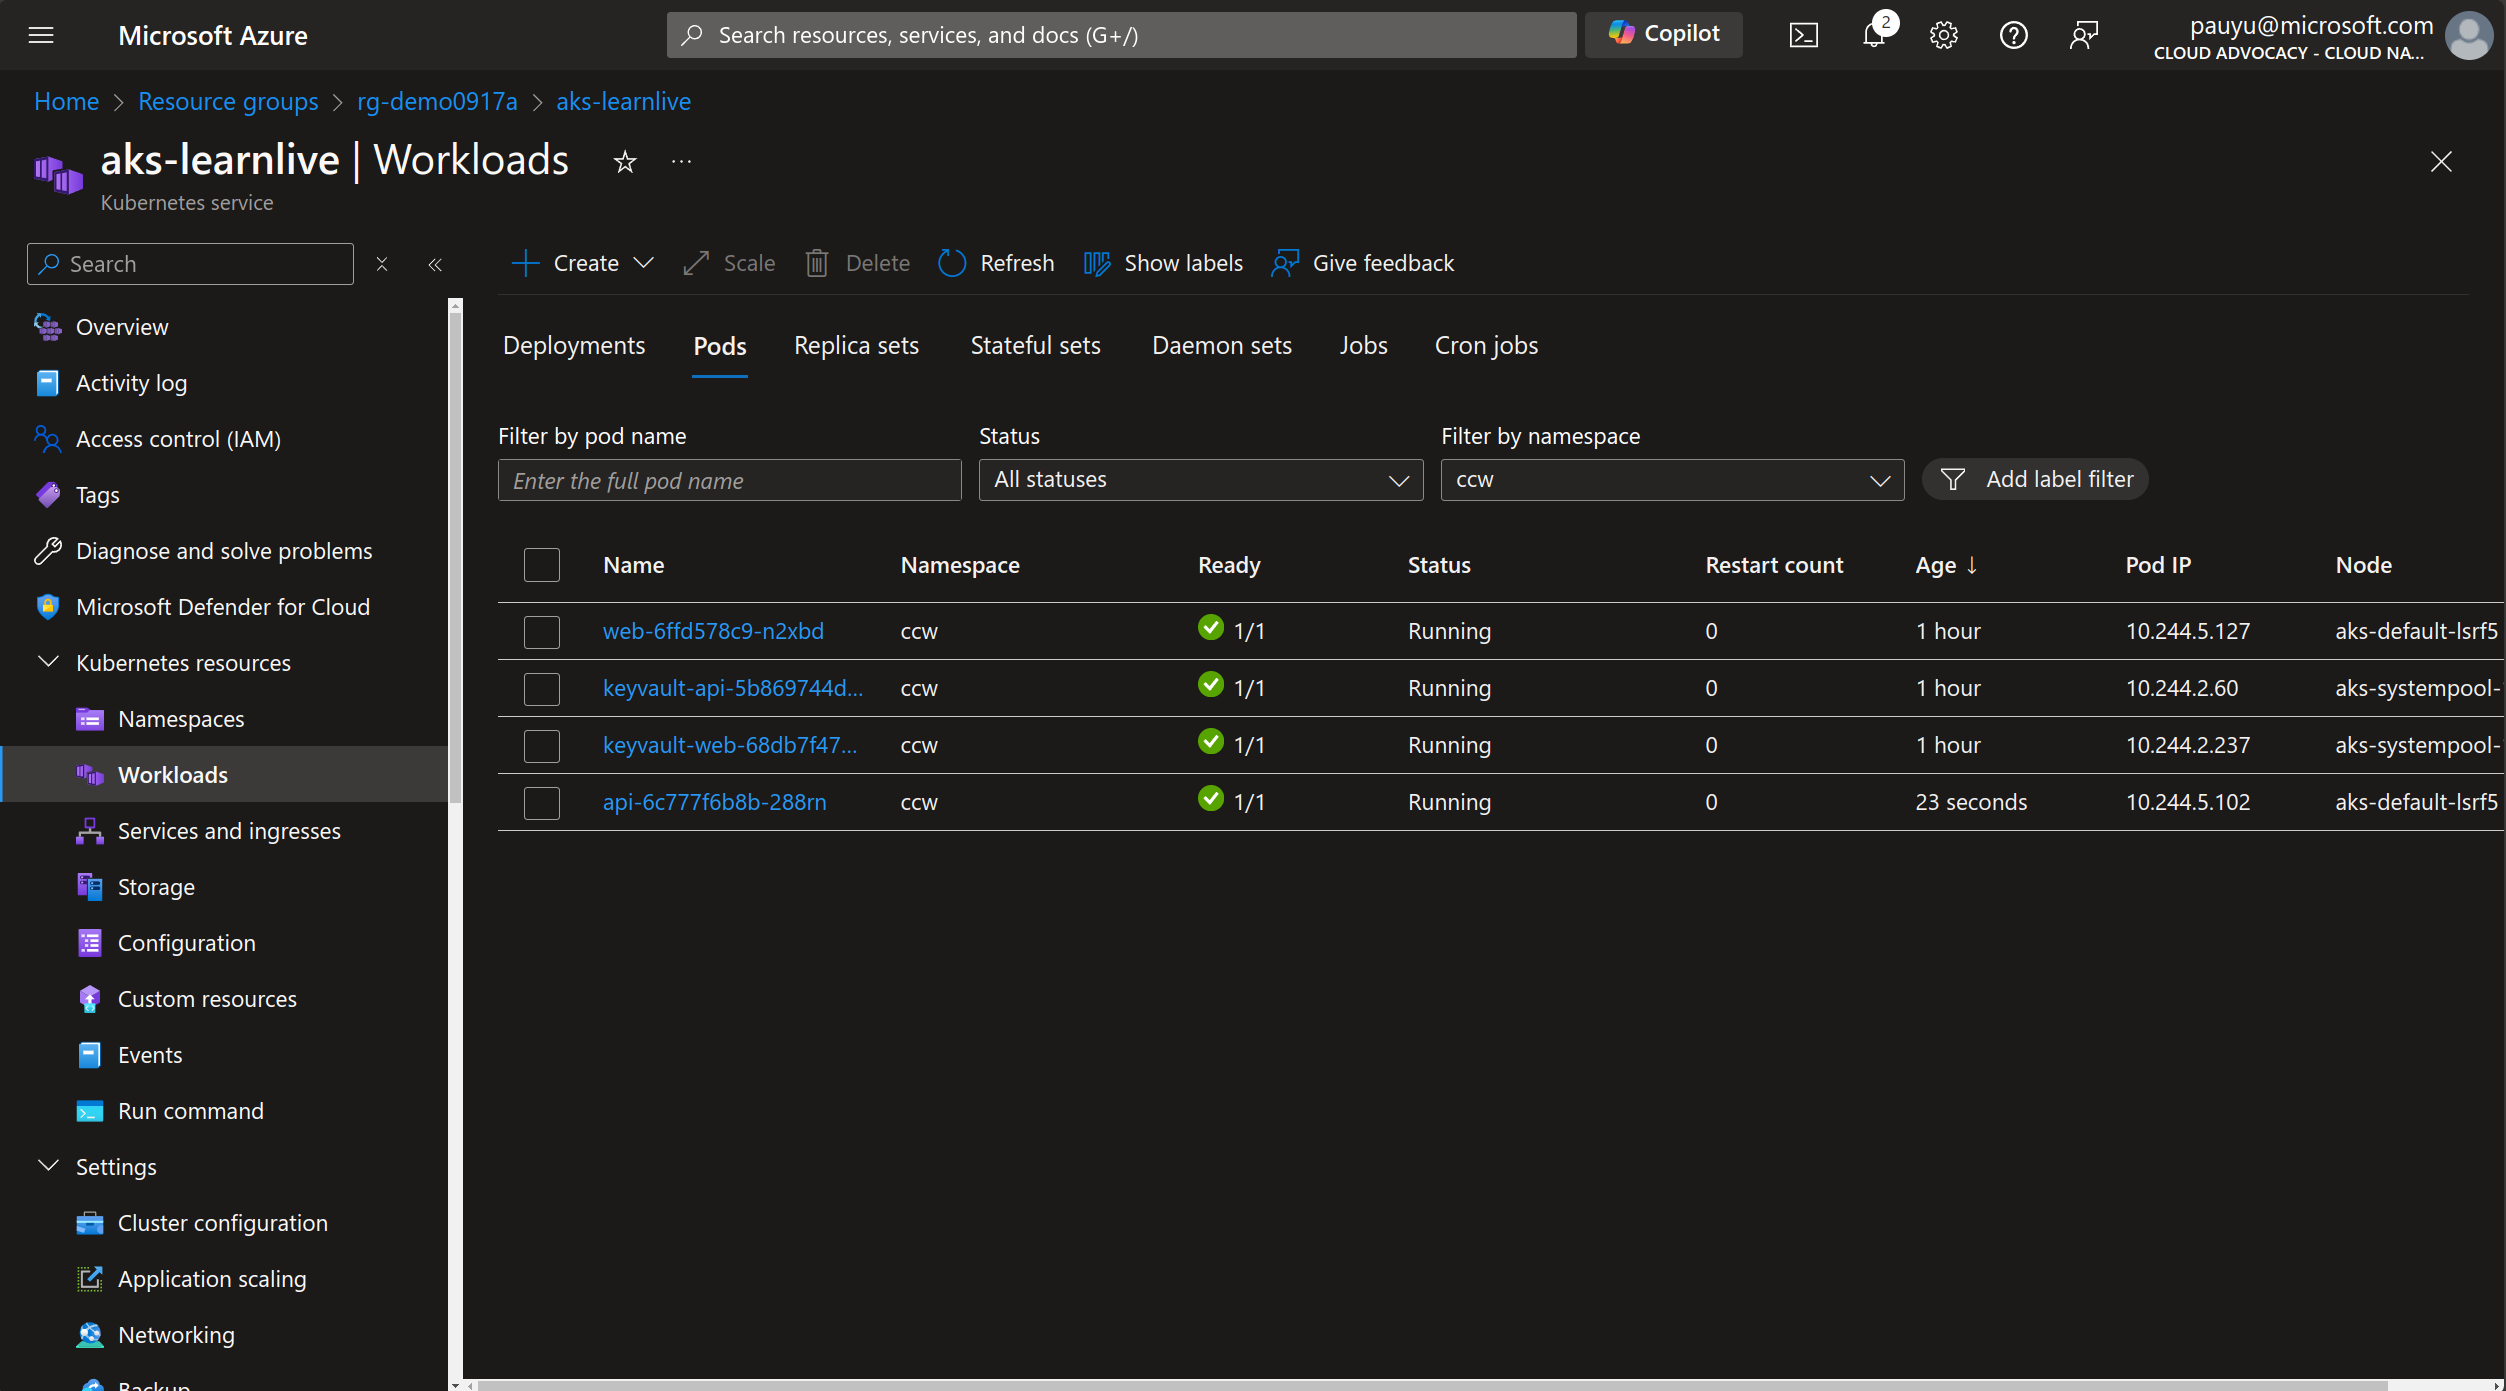 Microsoft Azure
Search resources, services, and docs (G+/)
Copilot
2
pauyu@microsoft.com
CLOUD ADVOCACY - CLOUD NA...
Home > Resource groups > rg-demo0917a > aks-learnlive
aks-learnlive | Workloads
Kubernetes service
Search
Create
Scale
Delete
Refresh
Show labels
Give feedback
Overview
Activity log
Access control (IAM)
Tags
Diagnose and solve problems
Microsoft Defender for Cloud
Kubernetes resources
Namespaces
Workloads
Services and ingresses
Storage
Configuration
Custom resources
Events
Run command
Settings
Cluster configuration
Application scaling
Networking
Backup
Deployments Pods Replica sets Stateful sets Daemon sets Jobs Cron jobs
Filter by pod name Status Filter by namespace
Enter the full pod name All statuses ccw Add label filter
Name Namespace Ready Status Restart count Age ↓ Pod IP Node
web-6ffd578c9-n2xbd ccw 1/1 Running 0 1 hour 10.244.5.127 aks-default-lsrf5
keyvault-api-5b869744d... ccw 1/1 Running 0 1 hour 10.244.2.60 aks-systempool-
keyvault-web-68db7f47... ccw 1/1 Running 0 1 hour 10.244.2.237 aks-systempool-
api-6c777f6b8b-288rn ccw 1/1 Running 0 23 seconds 10.244.5.102 aks-default-lsrf5